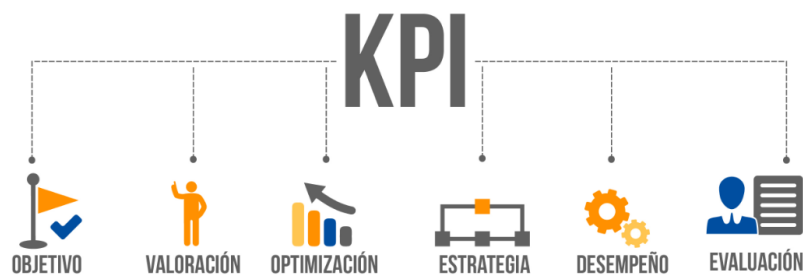 KPI
OBJETIVO
VALORACIÓN
OPTIMIZACIÓN
ESTRATEGIA
DESEMPEÑO
EVALUACIÓN